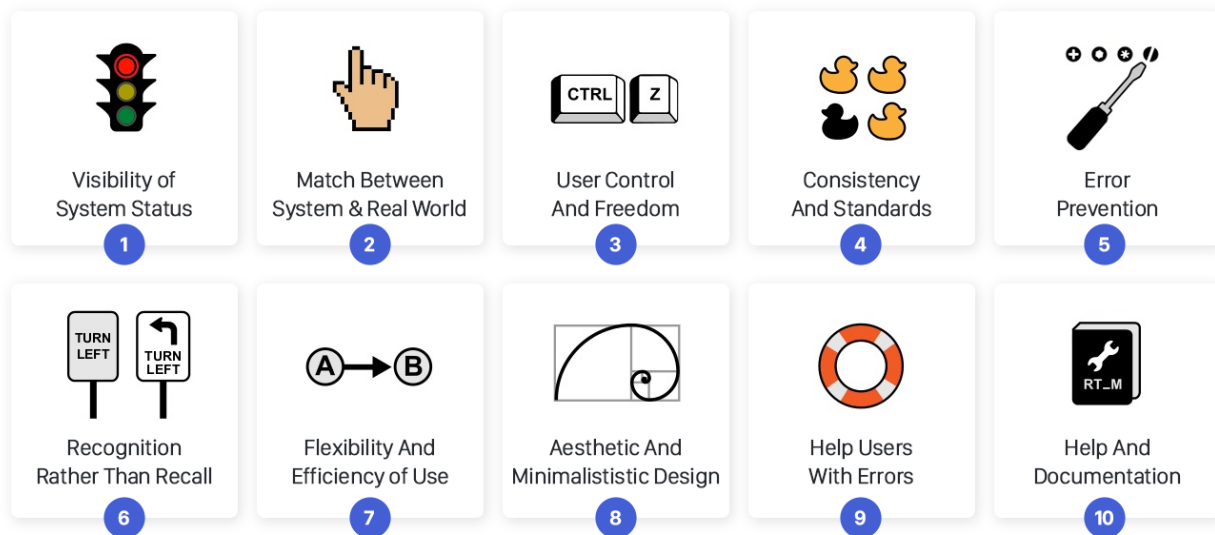 CTRL Z
Visibility of
System Status
1
Match Between
System & Real World
2
User Control
And Freedom
3
Consistency
And Standards
4
Error
Prevention
5
TURN
LEFT
TURN
LEFT
Recognition
Rather Than Recall
6
A B
Flexibility And
Efficiency of Use
7
Aesthetic And
Minimalististic Design
8
Help Users
With Errors
9
RT_M
Help And
Documentation
10